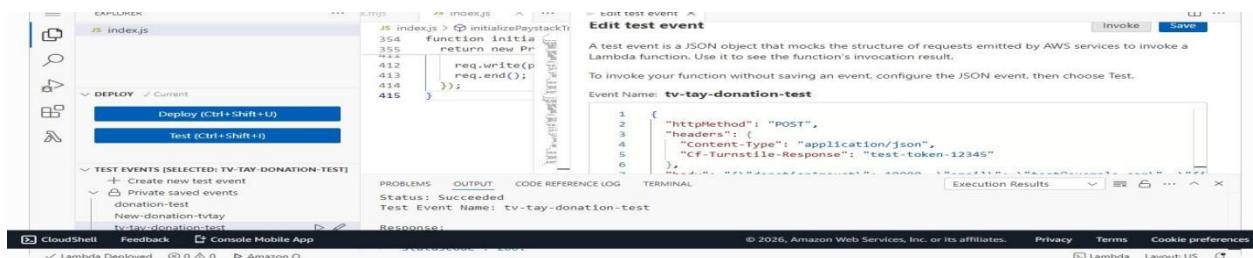 EXPLORER
JS index.js
DEPLOY ✓ Current
Deploy (Ctrl+Shift+U)
Test (Ctrl+Shift+I)
TEST EVENTS [SELECTED: TV-TAY-DONATION-TEST]
+ Create new test event
Private saved events
donation-test
New-donation-tvtay
tv-tay-donation-test
index.js
JS index.js > initializePaystackTr
354 function initia
355 return new Pr
412 req.write(p
413 req.end();
414 });
415 }
Edit test event
Edit test event
Invoke
Save
A test event is a JSON object that mocks the structure of requests emitted by AWS services to invoke a
Lambda function. Use it to see the function's invocation result.
To invoke your function without saving an event, configure the JSON event, then choose Test.
Event Name: tv-tay-donation-test
1 {
2 "httpMethod": "POST",
3 "headers": {
4 "Content-Type": "application/json",
5 "Cf-Turnstile-Response": "test-token-12345"
6 },
PROBLEMS OUTPUT CODE REFERENCE LOG TERMINAL
Execution Results
Status: Succeeded
Test Event Name: tv-tay-donation-test
Response:
CloudShell Feedback Console Mobile App
© 2026, Amazon Web Services, Inc. or its affiliates. Privacy Terms Cookie preferences
Lambda Deployed 0 0 Amazon Q
Lambda Layout: US